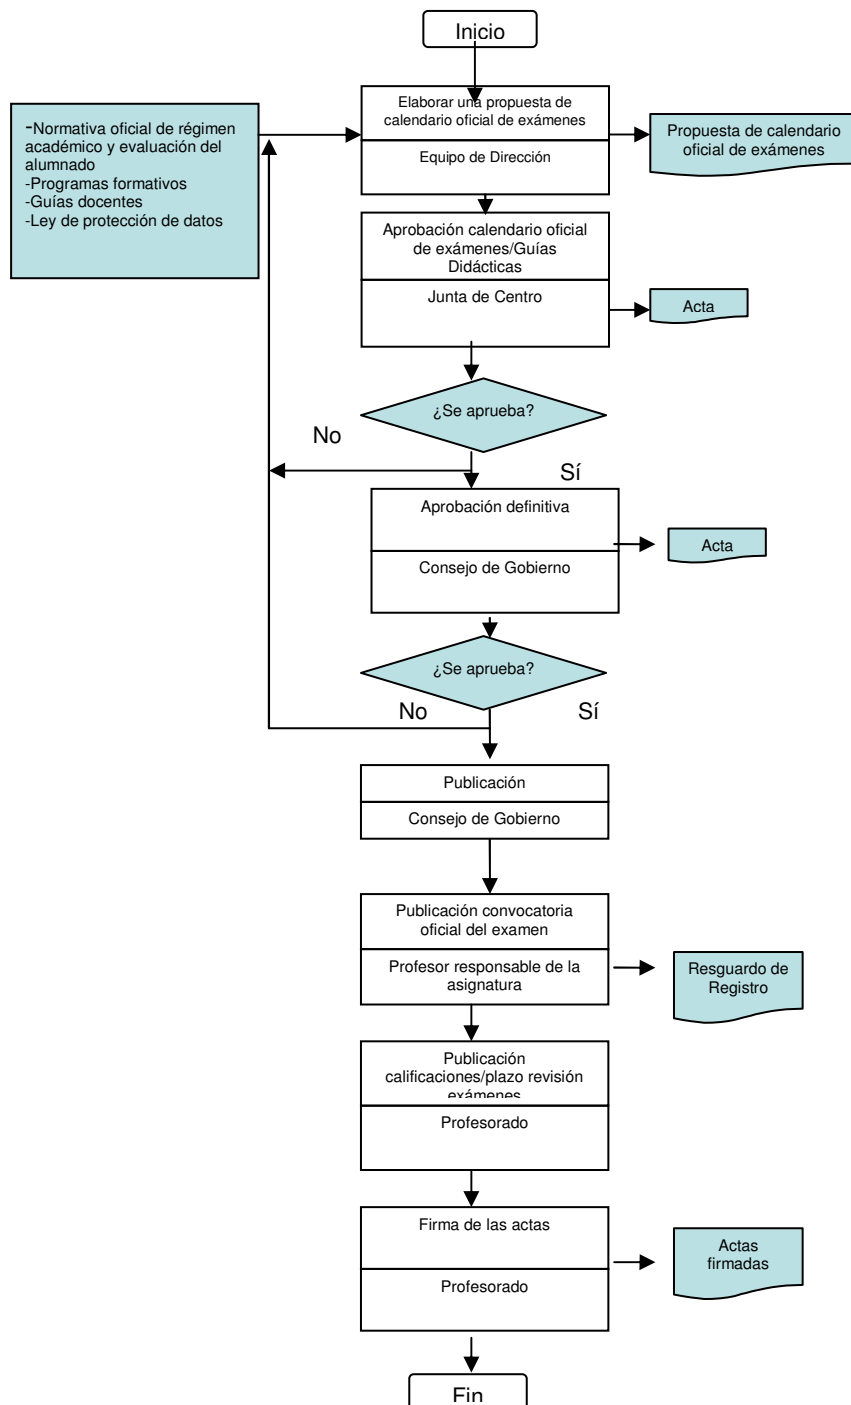 Inicio
Elaborar una propuesta de
calendario oficial de exámenes
Equipo de Dirección
-Normativa oficial de régimen
académico y evaluación del
alumnado
-Programas formativos
-Guías docentes
-Ley de protección de datos
Propuesta de calendario
oficial de exámenes
Aprobación calendario oficial
de exámenes/Guías
Didácticas
Junta de Centro
Acta
¿Se aprueba?
No
Sí
Aprobación definitiva
Consejo de Gobierno
Acta
¿Se aprueba?
No
Sí
Publicación
Consejo de Gobierno
Publicación convocatoria
oficial del examen
Profesor responsable de la
asignatura
Resguardo de
Registro
Publicación
calificaciones/plazo revisión
exámenes
Profesorado
Firma de las actas
Profesorado
Actas
firmadas
Fin